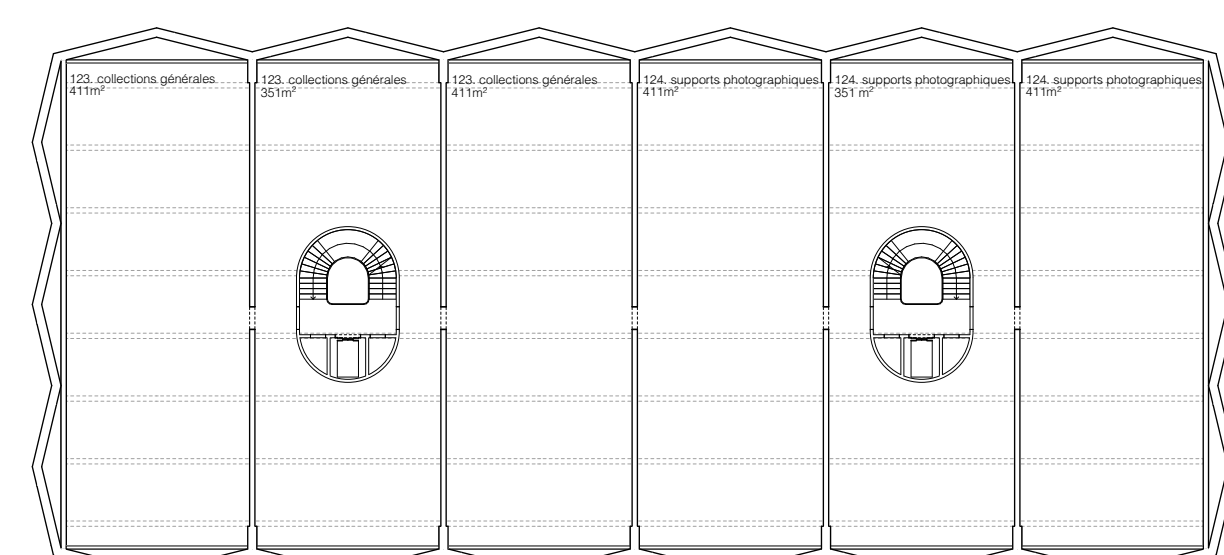 123. collections générales
411m²
123. collections générales
351m²
123. collections générales
411m²
124. supports photographiques
411m²
124. supports photographiques
351 m²
124. supports photographiques
411m²